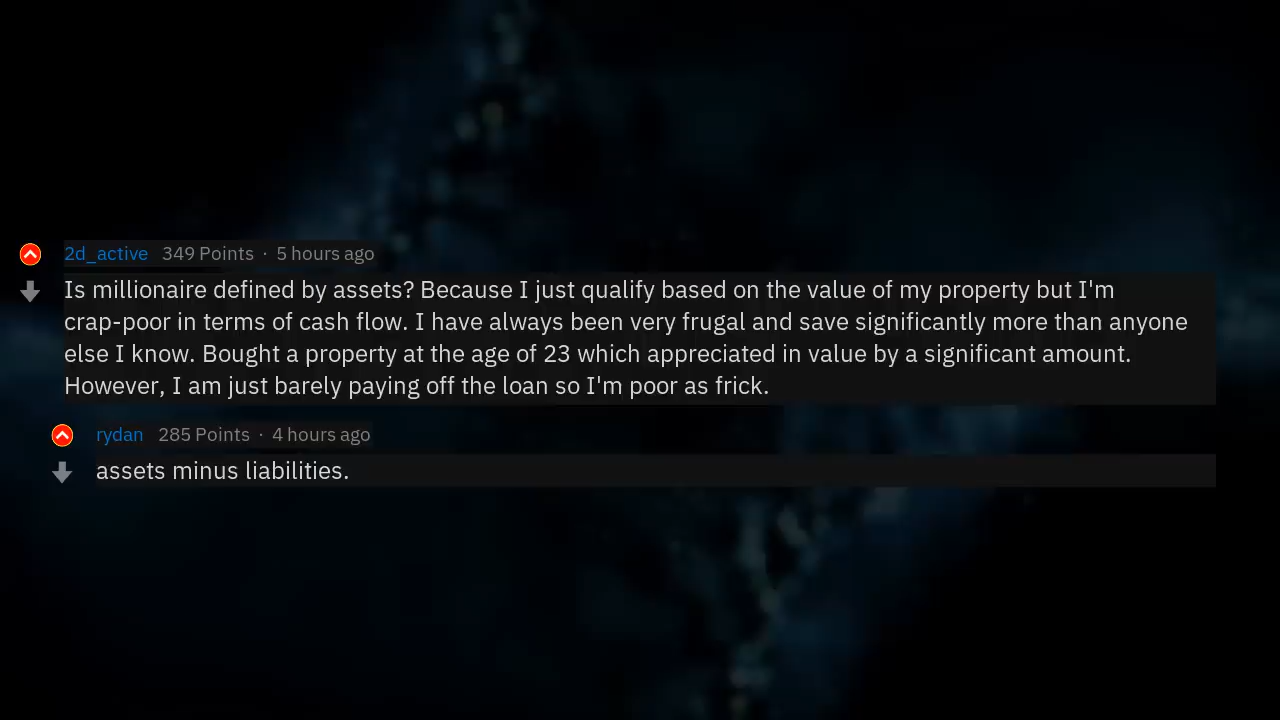 2d_active 349 Points · 5 hours ago
Is millionaire defined by assets? Because I just qualify based on the value of my property but I'm
crap-poor in terms of cash flow. I have always been very frugal and save significantly more than anyone
else I know. Bought a property at the age of 23 which appreciated in value by a significant amount.
However, I am just barely paying off the loan so I'm poor as frick.
rydan 285 Points · 4 hours ago
assets minus liabilities.